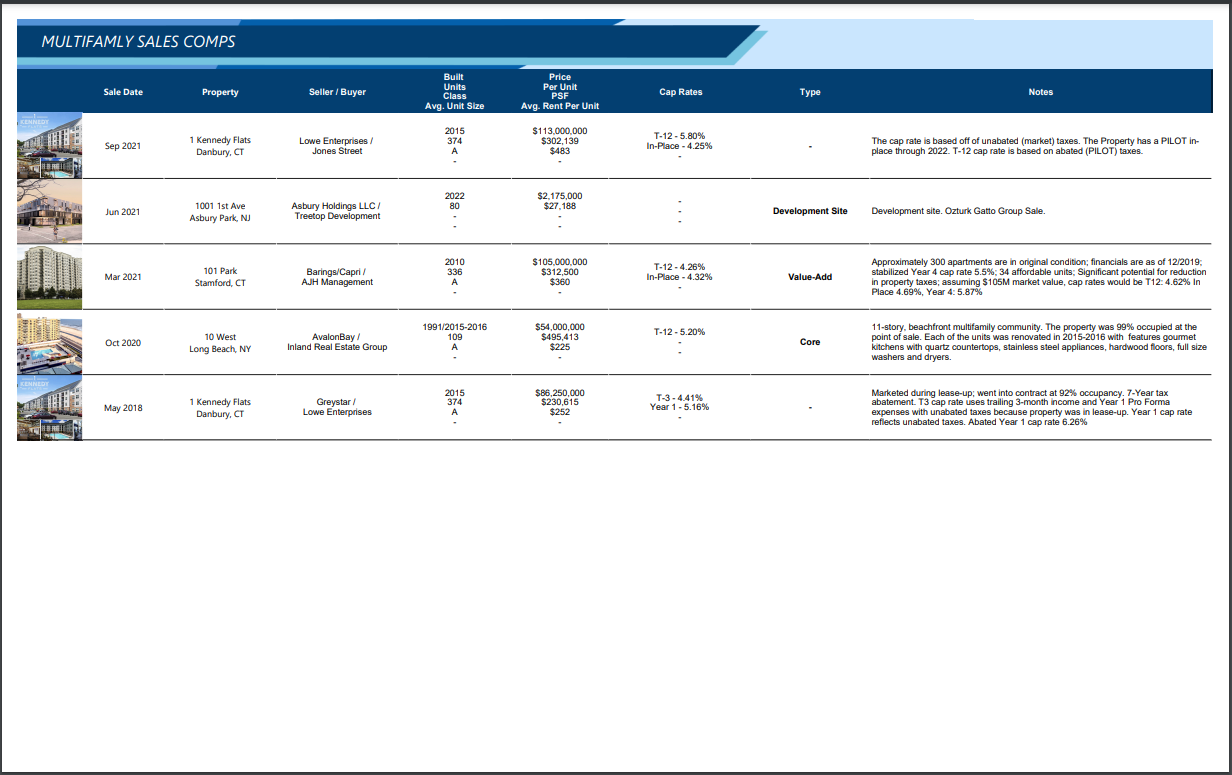 MULTIFAMLY SALES COMPS
Sale Date
Property
Seller / Buyer
Built
Units
Class
Avg. Unit Size
Price
Per Unit
PSF
Avg. Rent Per Unit
Cap Rates
Type
Notes
KENNEDY
Sep 2021
1 Kennedy Flats
Danbury, CT
Lowe Enterprises /
Jones Street
2015
374
A
-
$113,000,000
$302,139
$483
-
T-12 - 5.80%
In-Place - 4.25%
-
-
The cap rate is based off of unabated (market) taxes. The Property has a PILOT in-
place through 2022. T-12 cap rate is based on abated (PILOT) taxes.
Jun 2021
1001 1st Ave
Asbury Park, NJ
Asbury Holdings LLC /
Treetop Development
2022
80
-
-
$2,175,000
$27,188
-
-
-
-
-
Development Site
Development site. Ozturk Gatto Group Sale.
Mar 2021
101 Park
Stamford, CT
Barings/Capri /
AJH Management
2010
336
A
-
$105,000,000
$312,500
$360
-
T-12 - 4.26%
In-Place - 4.32%
-
Value-Add
Approximately 300 apartments are in original condition; financials are as of 12/2019;
stabilized Year 4 cap rate 5.5%; 34 affordable units; Significant potential for reduction
in property taxes; assuming $105M market value, cap rates would be T12: 4.62% In
Place 4.69%, Year 4: 5.87%
Oct 2020
10 West
Long Beach, NY
AvalonBay /
Inland Real Estate Group
1991/2015-2016
109
A
-
$54,000,000
$495,413
$225
-
T-12 - 5.20%
-
-
Core
11-story, beachfront multifamily community. The property was 99% occupied at the
point of sale. Each of the units was renovated in 2015-2016 with features gourmet
kitchens with quartz countertops, stainless steel appliances, hardwood floors, full size
washers and dryers.
KENNEDY
May 2018
1 Kennedy Flats
Danbury, CT
Greystar /
Lowe Enterprises
2015
374
A
-
$86,250,000
$230,615
$252
-
T-3 - 4.41%
Year 1 - 5.16%
-
-
Marketed during lease-up; went into contract at 92% occupancy. 7-Year tax
abatement. T3 cap rate uses trailing 3-month income and Year 1 Pro Forma
expenses with unabated taxes because property was in lease-up. Year 1 cap rate
reflects unabated taxes. Abated Year 1 cap rate 6.26%